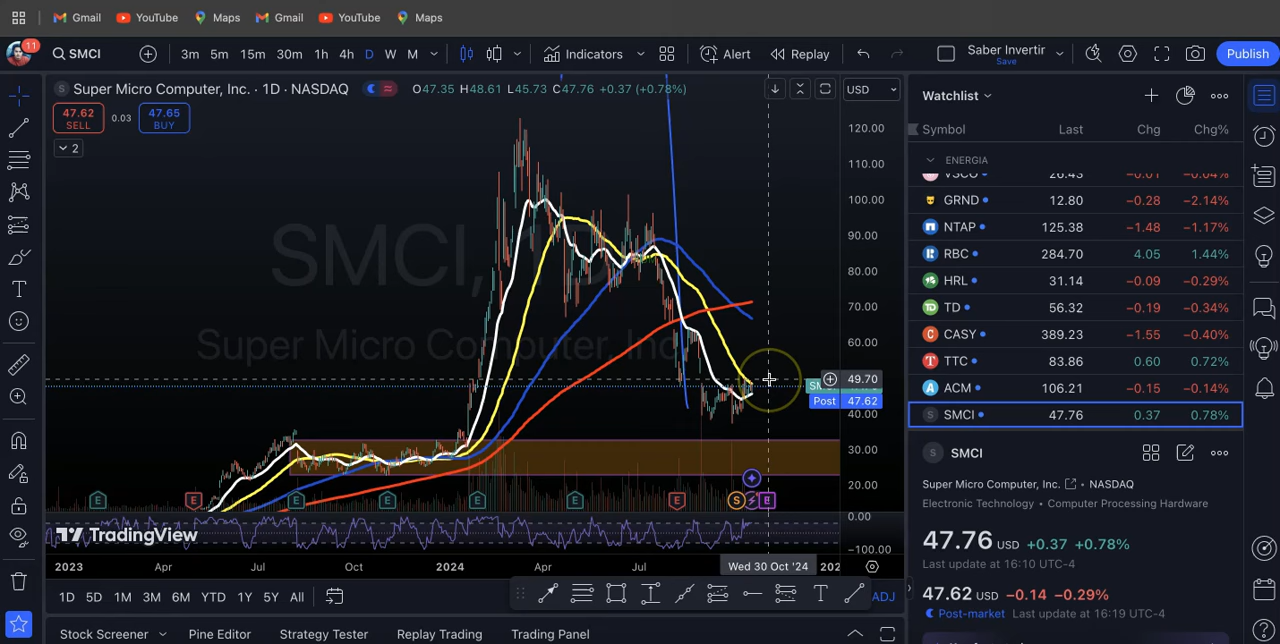 Gmail YouTube Maps Gmail YouTube Maps
11 SMCI 3m 5m 15m 30m 1h 4h D W M Indicators Alert Replay Saber Invertir Save Publish
Super Micro Computer, Inc. · 1D · NASDAQ O47.35 H48.61 L45.73 C47.76 +0.37 (+0.78%) USD
47.62 SELL 0.03 47.65 BUY
2
SMCI, 1D
Super Micro Computer, Inc.
120.00
110.00
100.00
90.00
80.00
70.00
60.00
49.70
Post 47.62
40.00
30.00
20.00
0.00
−100.00
E E E E E E E S E
TradingView
2023 Apr Jul Oct 2024 Apr Jul Wed 30 Oct '24
1D 5D 1M 3M 6M YTD 1Y 5Y All ADJ
Stock Screener Pine Editor Strategy Tester Replay Trading Trading Panel
Watchlist
Symbol Last Chg Chg%
ENERGIA
VSCO 26.43 −0.01 −0.04%
GRND 12.80 −0.28 −2.14%
NTAP 125.38 −1.48 −1.17%
RBC 284.70 4.05 1.44%
HRL 31.14 −0.09 −0.29%
TD 56.32 −0.19 −0.34%
CASY 389.23 −1.55 −0.40%
TTC 83.86 0.60 0.72%
ACM 106.21 −0.15 −0.14%
S SMCI 47.76 0.37 0.78%
S SMCI
Super Micro Computer, Inc. • NASDAQ
Electronic Technology • Computer Processing Hardware
47.76 USD +0.37 +0.78%
Last update at 16:10 UTC-4
47.62 USD −0.14 −0.29%
Post-market Last update at 16:19 UTC-4